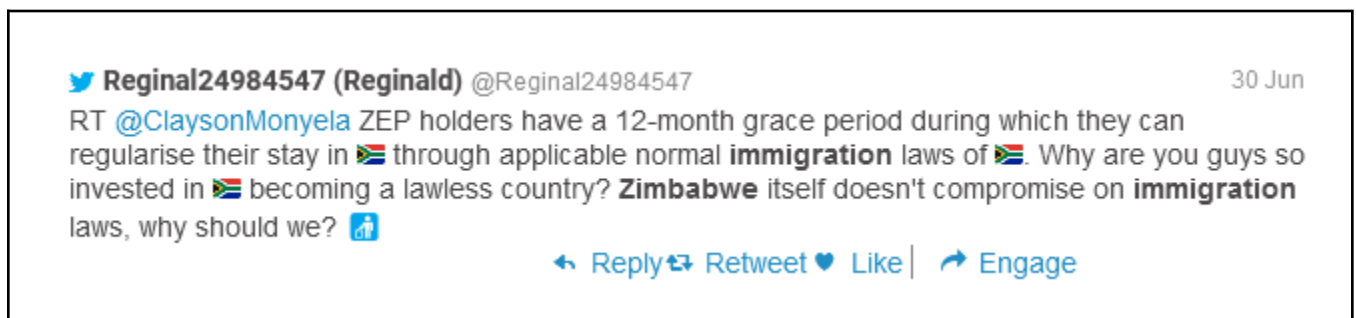 Reginal24984547 (Reginald) @Reginal24984547 30 Jun
RT @ClaysonMonyela ZEP holders have a 12-month grace period during which they can
regularise their stay in 🇿🇦 through applicable normal immigration laws of 🇿🇦. Why are you guys so
invested in 🇿🇦 becoming a lawless country? Zimbabwe itself doesn't compromise on immigration
laws, why should we? 🚮
Reply Retweet Like | Engage